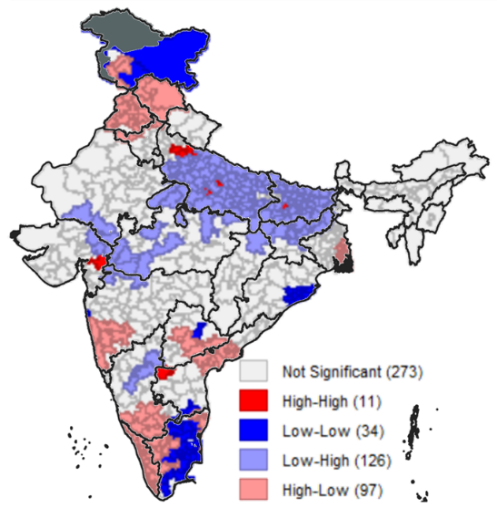 Not Significant (273)
High-High (11)
Low-Low (34)
Low-High (126)
High-Low (97)